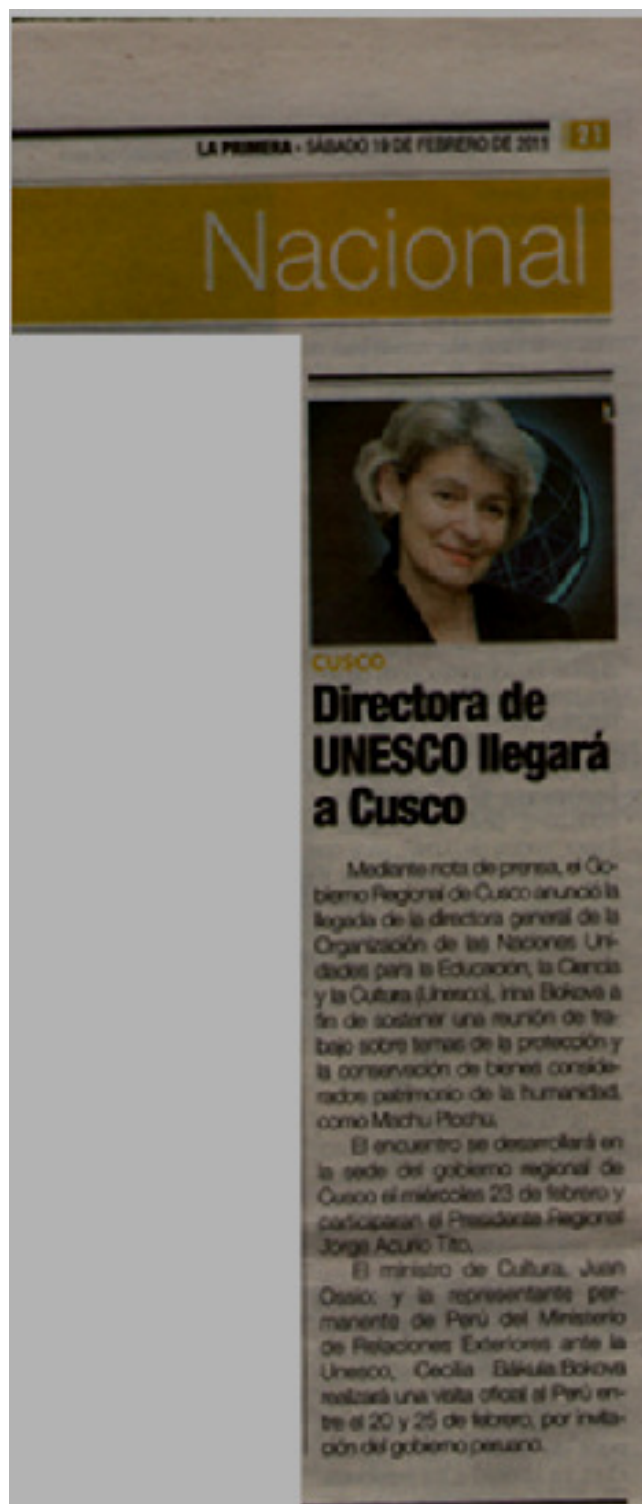 LA PRIMERA - SÁBADO 19 DE FEBRERO DE 2011 21
Nacional
CUSCO
Directora de
UNESCO llegará
a Cusco
Mediante nota de prensa, el Go-
bierno Regional de Cusco anunció la
llegada de la directora general de la
Organización de las Naciones Uni-
dades para la Educación, la Ciencia
y la Cultura (Unesco), Irina Bokova a
fin de sostener una reunión de tra-
bajo sobre temas de la protección y
la conservación de bienes conside-
rados patrimonio de la humanidad,
como Machu Picchu.
El encuentro se desarrollará en
la sede del gobierno regional de
Cusco el miércoles 23 de febrero y
participaran el Presidente Regional
Jorge Acurio Tito.
El ministro de Cultura, Juan
Ossio; y la representante per-
manente de Perú del Ministerio
de Relaciones Exteriores ante la
Unesco, Cecilia Bákula.Bokova
realizará una visita oficial al Perú en-
tre el 20 y 25 de febrero, por invita-
ción del gobierno peruano.